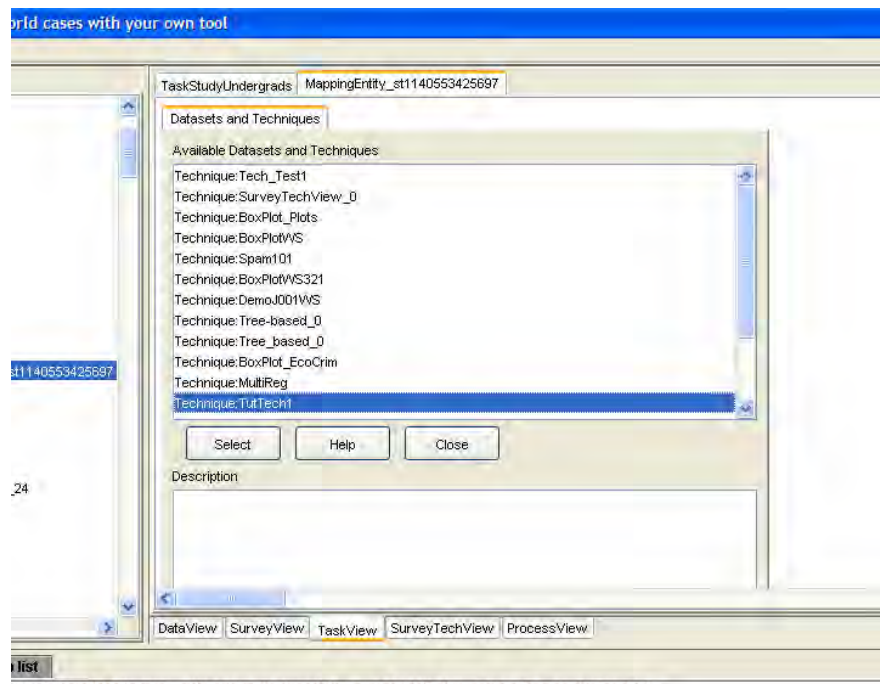 orld cases with your own tool
TaskStudyUndergrads MappingEntity_st1140553425697
Datasets and Techniques
Available Datasets and Techniques
Technique:Tech_Test1
Technique:SurveyTechView_0
Technique:BoxPlot_Plots
Technique:BoxPlotWS
Technique:Spam101
Technique:BoxPlotWS321
Technique:DemoJ001WS
Technique:Tree-based_0
Technique:Tree_based_0
Technique:BoxPlot_EcoCrim
st1140553425697
Technique:MultiReg
Technique:TutTech1
Select Help Close
Description
_24
DataView SurveyView TaskView SurveyTechView ProcessView
list